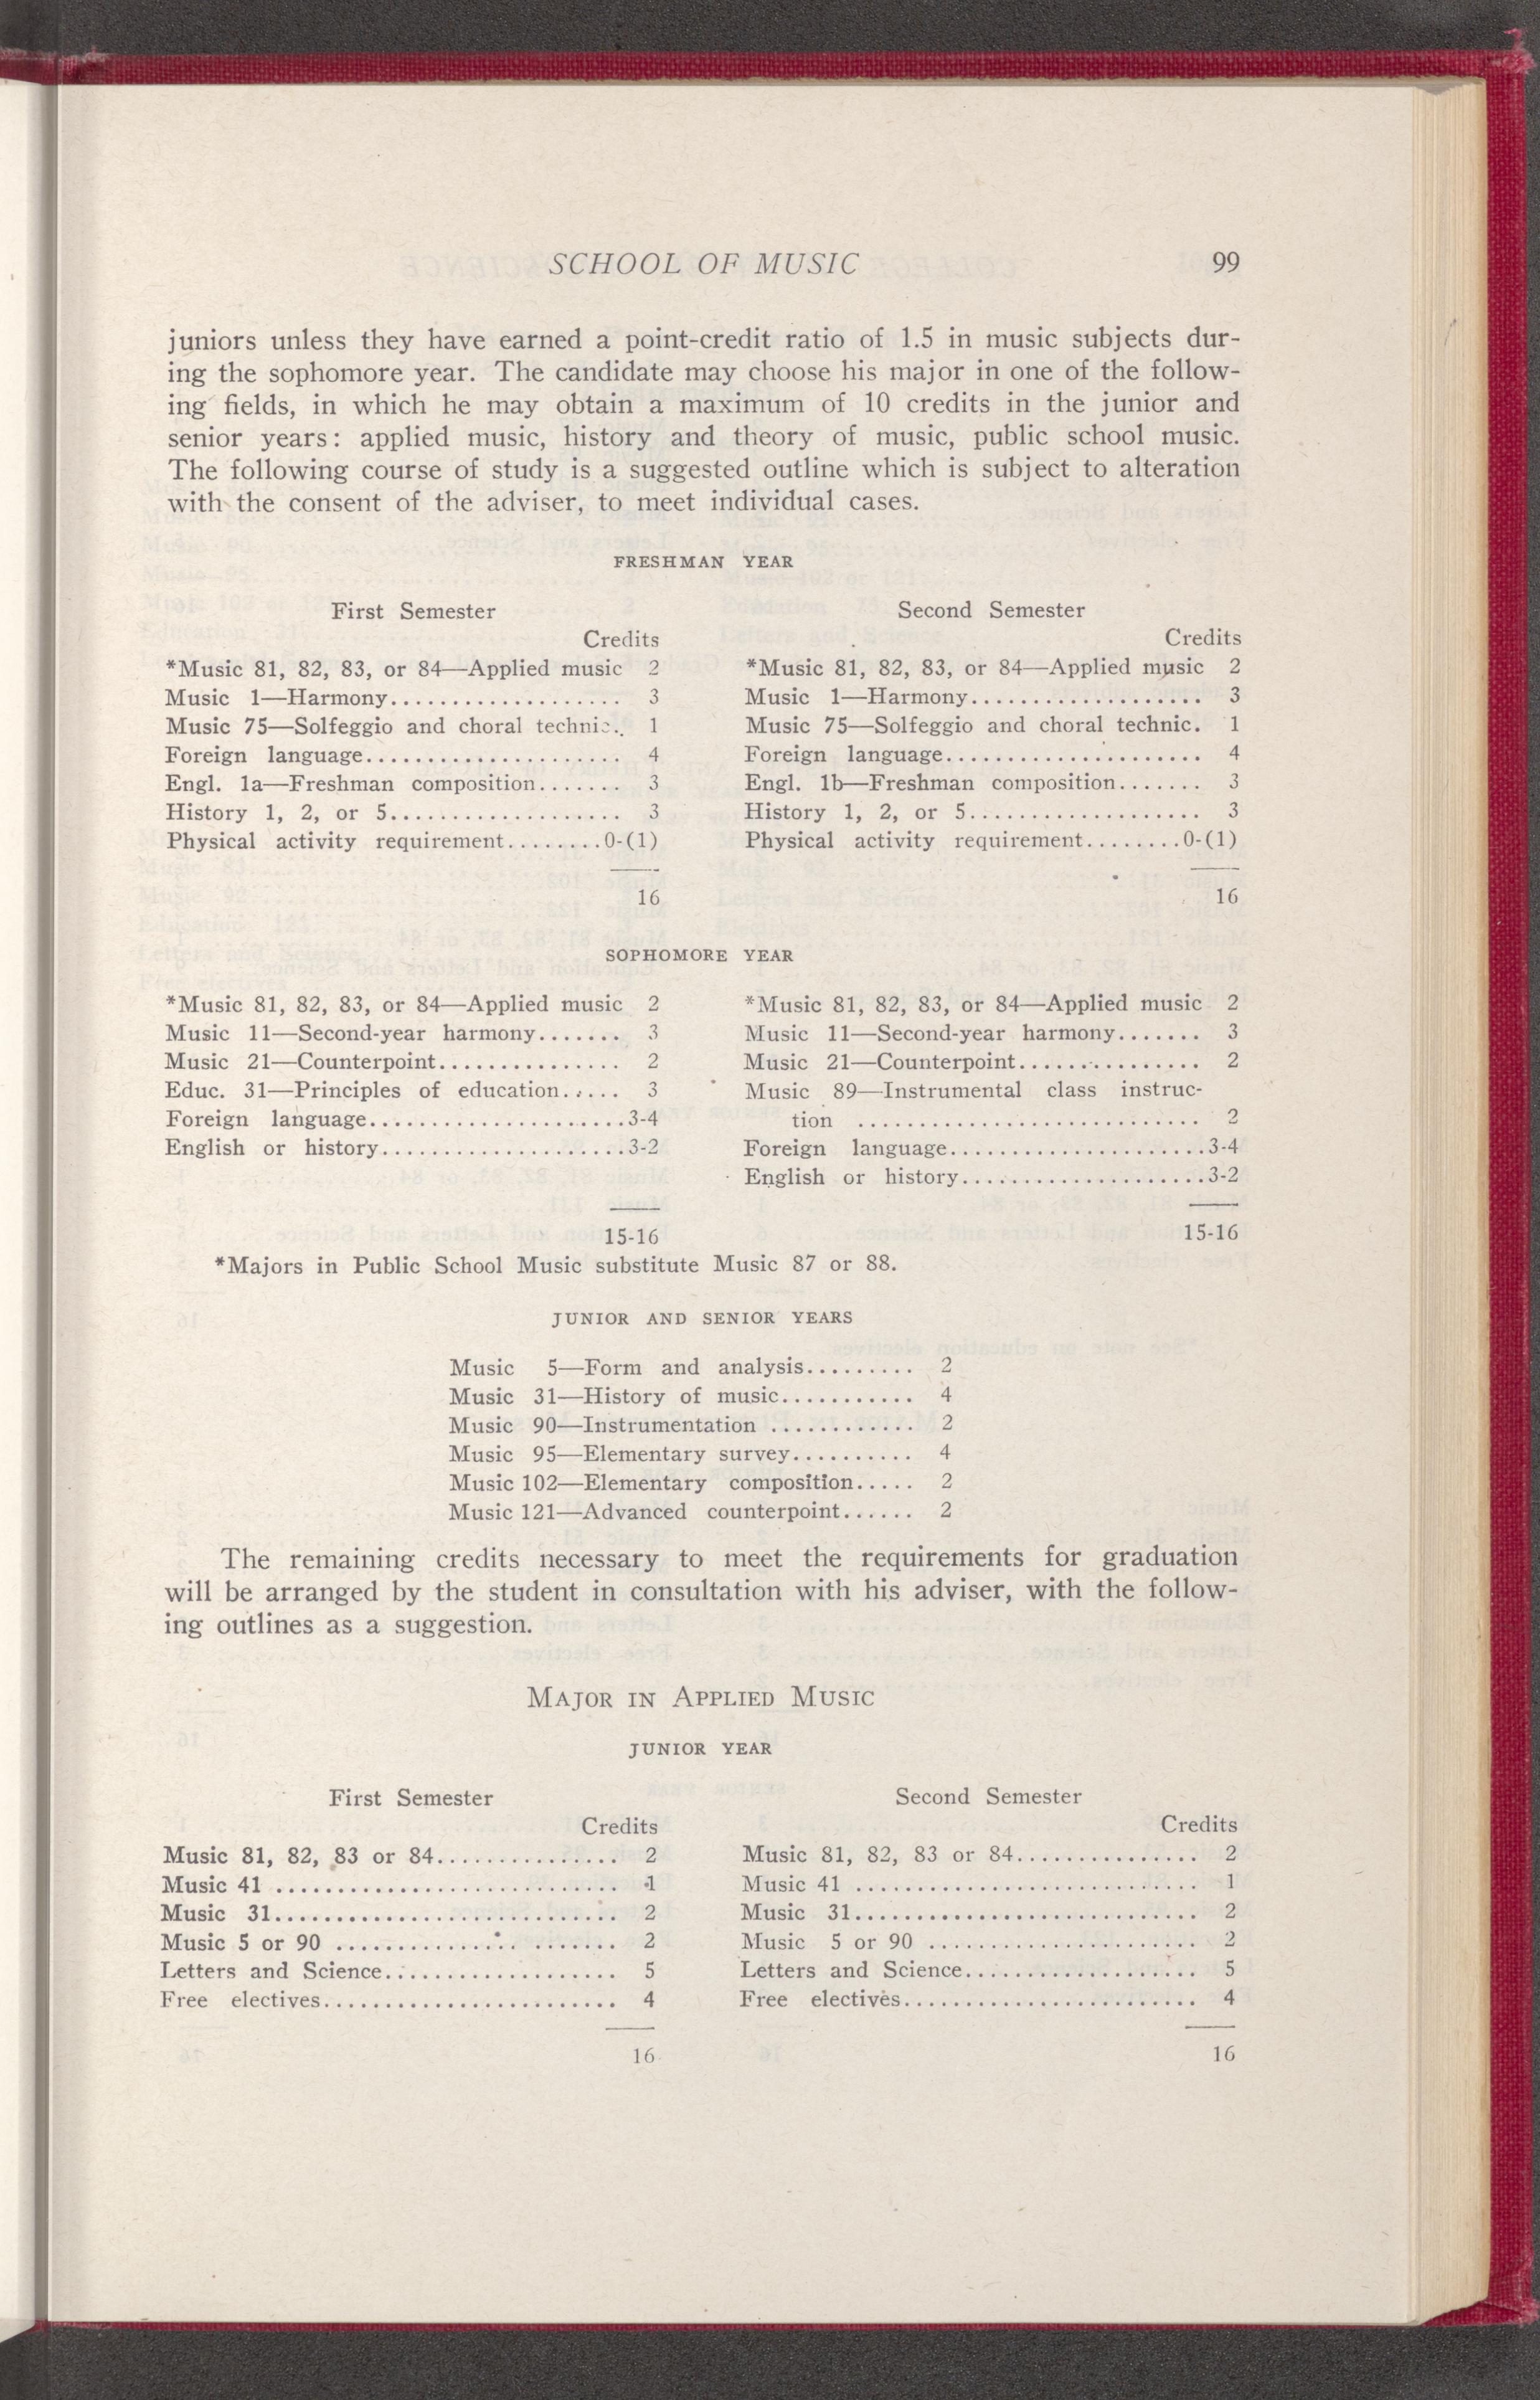 SCHOOL OF MUSIC 99
juniors unless they have earned a point-credit ratio of 1.5 in music subjects dur-
ing the sophomore year. The candidate may choose his major in one of the follow-
ing fields, in which he may obtain a maximum of 10 credits in the junior and
senior years: applied music, history and theory of music, public school music.
The following course of study is a suggested outline which is subject to alteration
with the consent of the adviser, to meet individual cases.
FRESHMAN YEAR
First Semester
Credits
*Music 81, 82, 83, or 84—Applied music 2
Music 1—Harmony................... 3
Music 75—Solfeggio and choral technic.. 1
Foreign language..................... 4
Engl. 1a—Freshman composition....... 3
History 1, 2, or 5................... 3
Physical activity requirement........0-(1)
16
Second Semester
Credits
*Music 81, 82, 83, or 84—Applied music 2
Music 1—Harmony................... 3
Music 75—Solfeggio and choral technic. 1
Foreign language..................... 4
Engl. 1b—Freshman composition....... 3
History 1, 2, or 5................... 3
Physical activity requirement........0-(1)
16
SOPHOMORE YEAR
*Music 81, 82, 83, or 84—Applied music 2
Music 11—Second-year harmony....... 3
Music 21—Counterpoint............... 2
Educ. 31—Principles of education..... 3
Foreign language.....................3-4
English or history....................3-2
15-16
*Music 81, 82, 83, or 84—Applied music 2
Music 11—Second-year harmony....... 3
Music 21—Counterpoint............... 2
Music 89—Instrumental class instruc-
tion ............................ 2
Foreign language.....................3-4
English or history....................3-2
15-16
*Majors in Public School Music substitute Music 87 or 88.
JUNIOR AND SENIOR YEARS
Music 5—Form and analysis......... 2
Music 31—History of music........... 4
Music 90—Instrumentation ............ 2
Music 95—Elementary survey.......... 4
Music 102—Elementary composition..... 2
Music 121—Advanced counterpoint...... 2
The remaining credits necessary to meet the requirements for graduation
will be arranged by the student in consultation with his adviser, with the follow-
ing outlines as a suggestion.
MAJOR IN APPLIED MUSIC
JUNIOR YEAR
First Semester
Credits
Music 81, 82, 83 or 84............... 2
Music 41 ............................ 1
Music 31............................ 2
Music 5 or 90 ....................... 2
Letters and Science................... 5
Free electives........................ 4
16
Second Semester
Credits
Music 81, 82, 83 or 84............... 2
Music 41 ............................ 1
Music 31............................ 2
Music 5 or 90 ...................... 2
Letters and Science................... 5
Free electives........................ 4
16